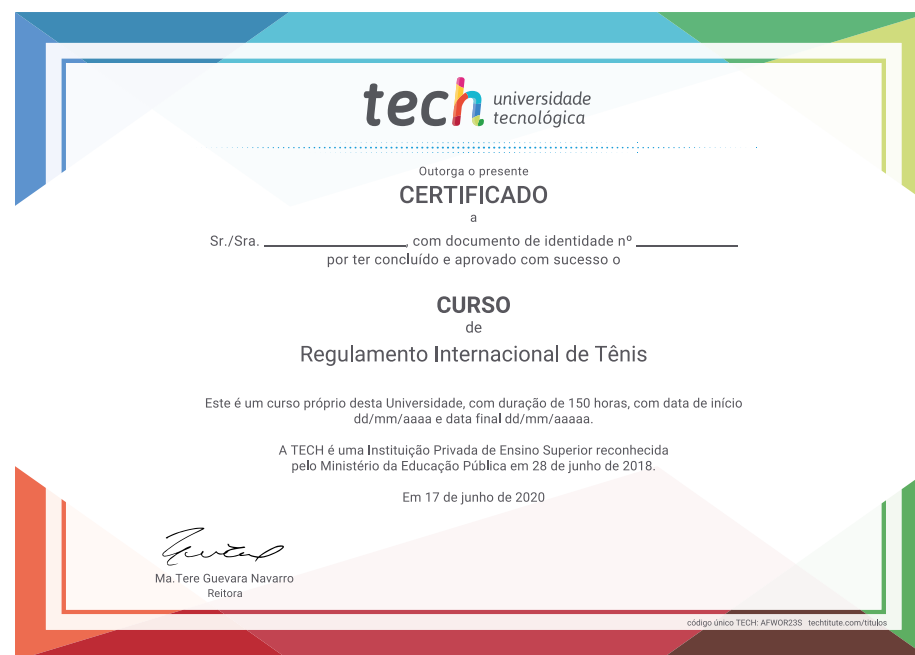 tech universidade
tecnológica
Outorga o presente
CERTIFICADO
a
Sr./Sra. ____________________, com documento de identidade nº ______________
por ter concluído e aprovado com sucesso o
CURSO
de
Regulamento Internacional de Tênis
Este é um curso próprio desta Universidade, com duração de 150 horas, com data de início
dd/mm/aaaa e data final dd/mm/aaaaa.
A TECH é uma Instituição Privada de Ensino Superior reconhecida
pelo Ministério da Educação Pública em 28 de junho de 2018.
Em 17 de junho de 2020
Ma.Tere Guevara Navarro
Reitora
código único TECH: AFWOR23S techtitute.com/titulos